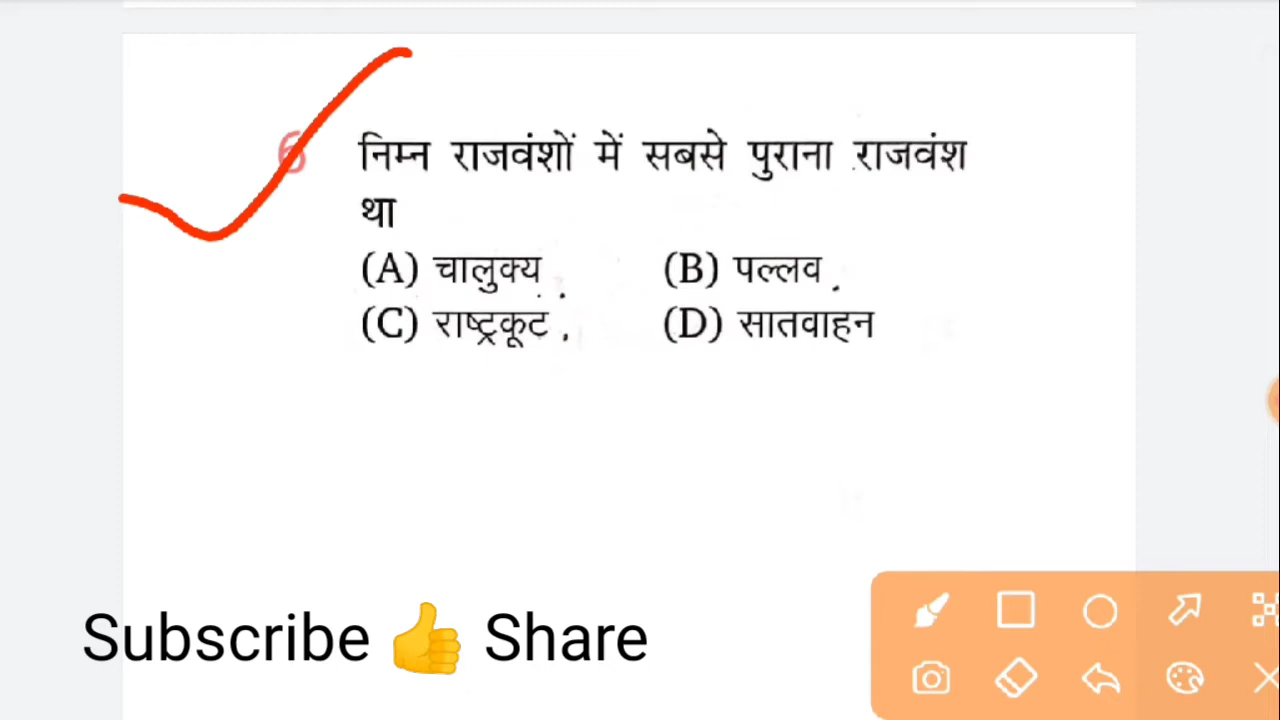 6 निम्न राजवंशों में सबसे पुराना राजवंश
था
(A) चालुक्य (B) पल्लव
(C) राष्ट्रकूट (D) सातवाहन
Subscribe 👍 Share